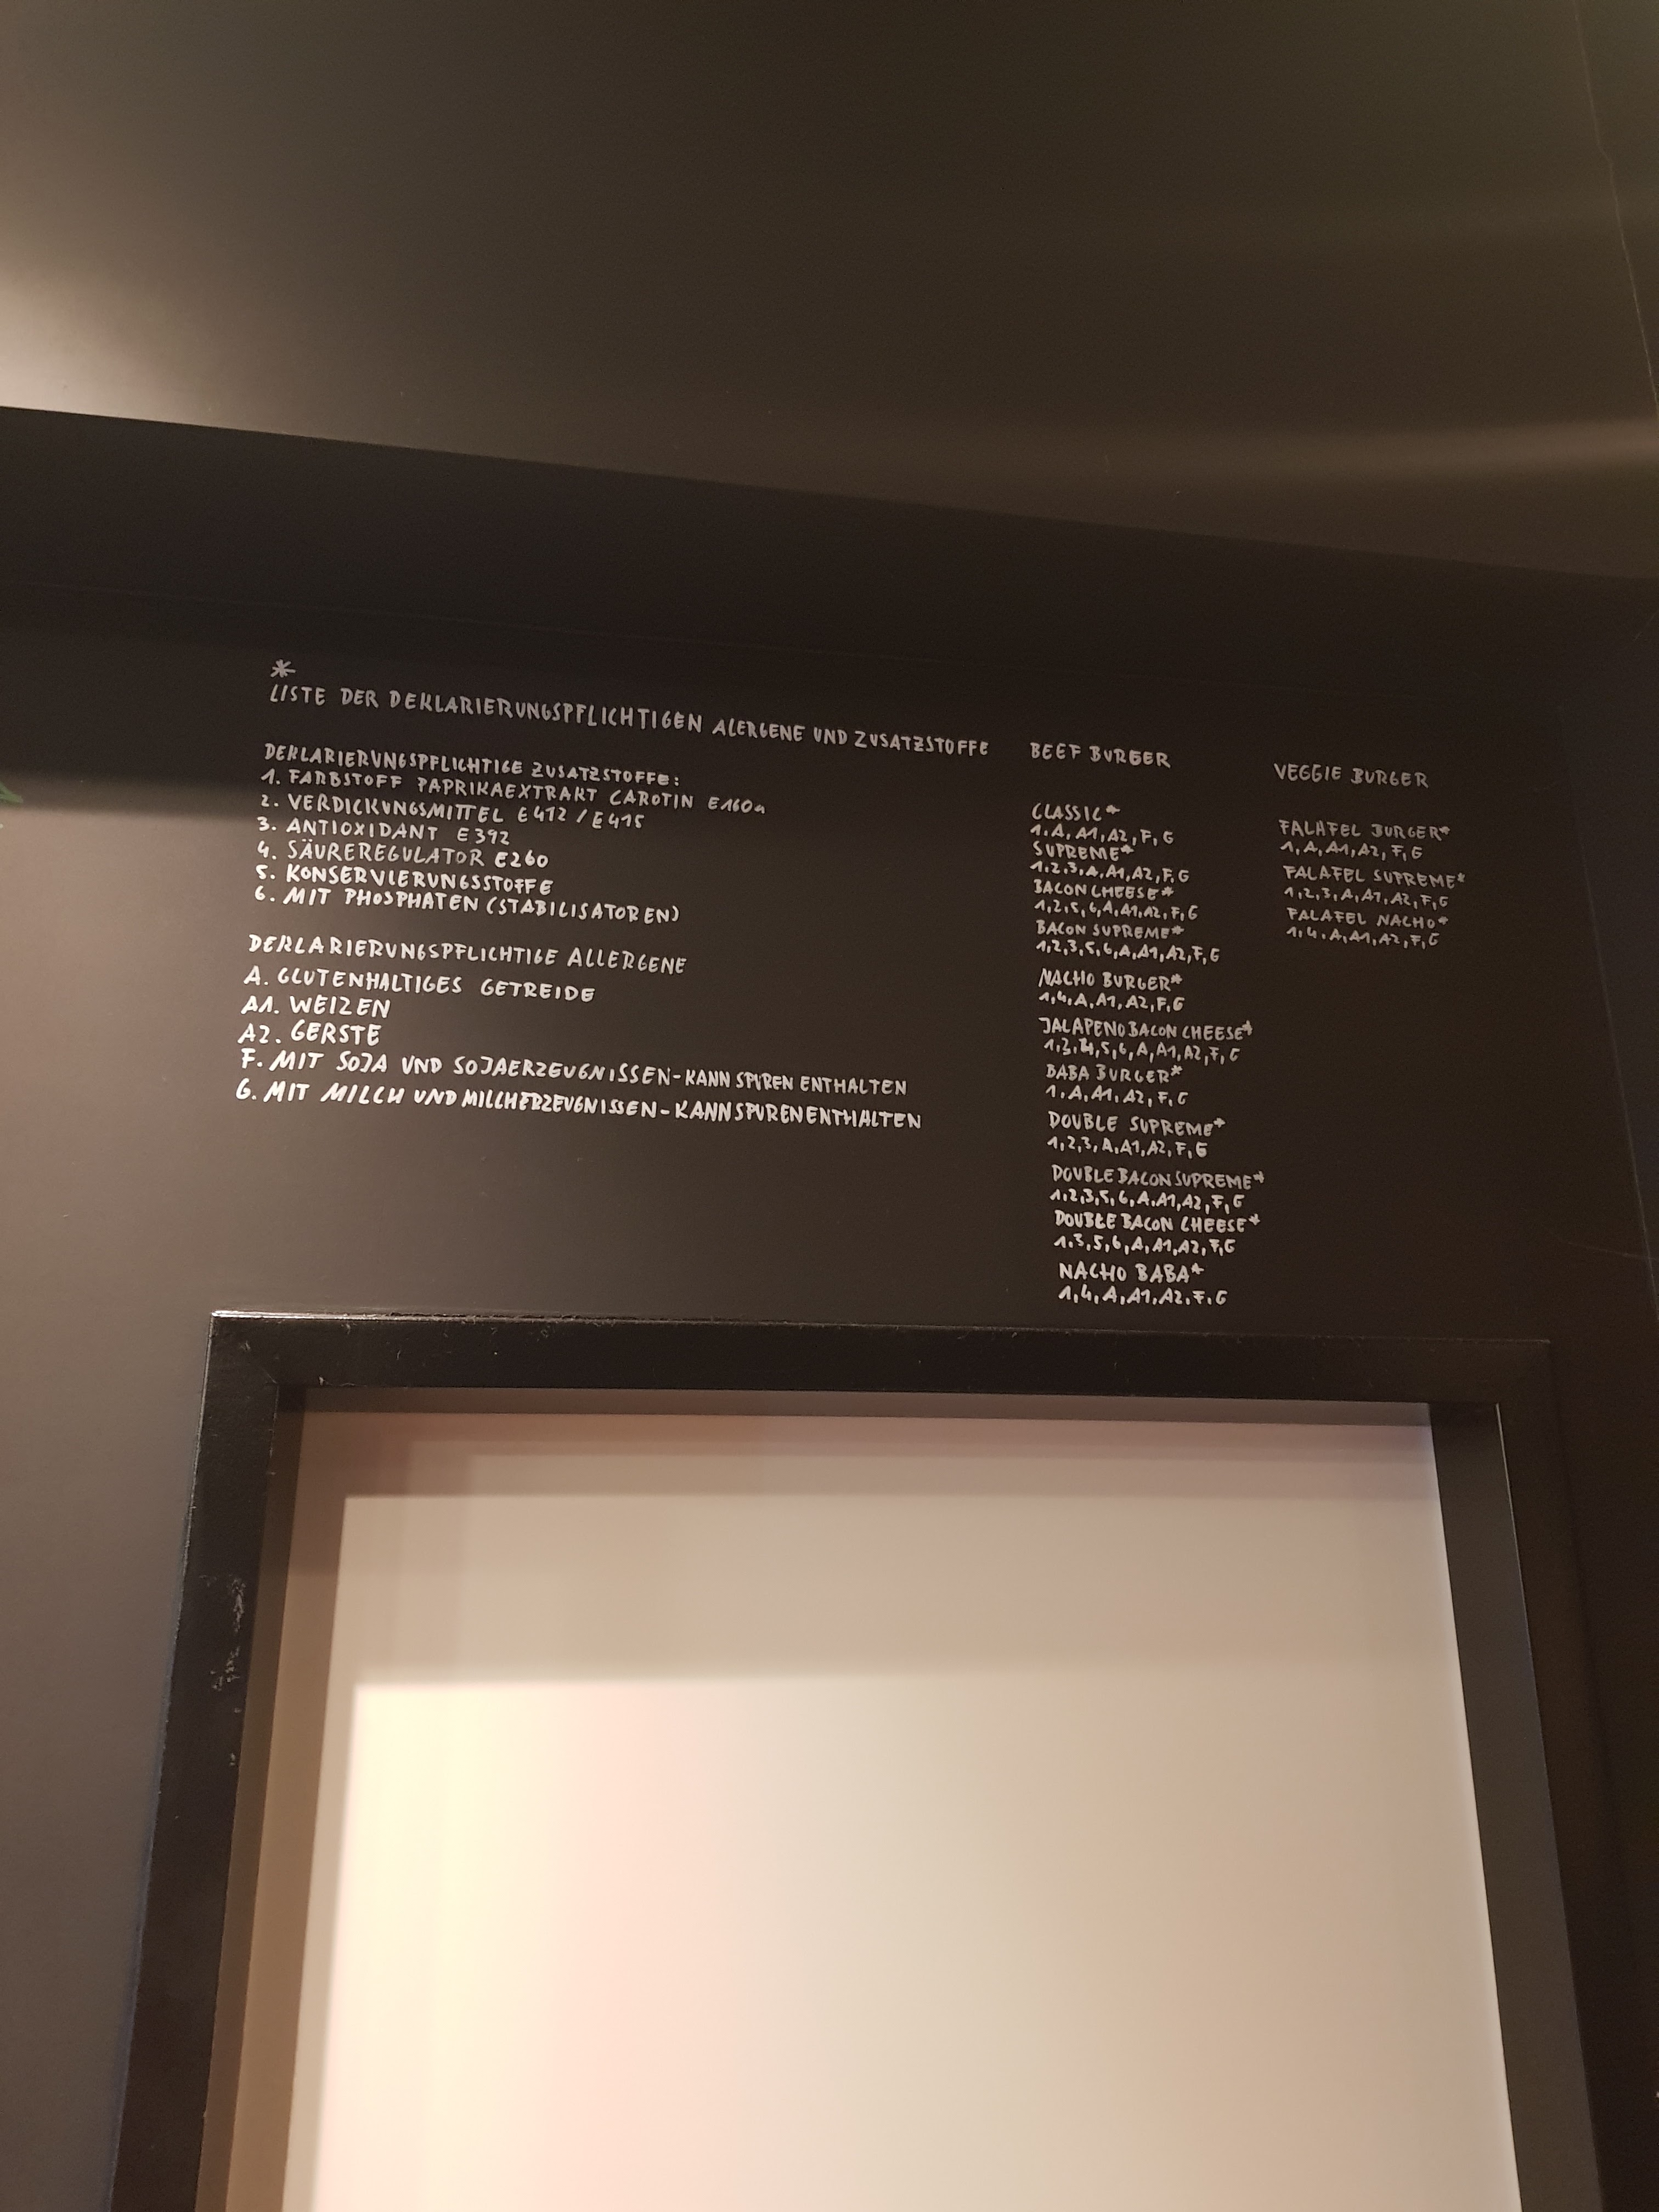 *
LISTE DER DEKLARIERUNGSPFLICHTIGEN ALERGENE UND ZUSATZSTOFFE
DEKLARIERUNGSPFLICHTIGE ZUSATZSTOFFE:
1. FARBSTOFF PAPRIKAEXTRAKT CAROTIN E160a
2. VERDICKUNGSMITTEL E412 / E415
3. ANTIOXIDANT E392
4. SÄUREREGULATOR E260
5. KONSERVIERUNGSSTOFFE
6. MIT PHOSPHATEN (STABILISATOREN)
DEKLARIERUNGSPFLICHTIGE ALLERGENE
A. GLUTENHALTIGES GETREIDE
A1. WEIZEN
A2. GERSTE
F. MIT SOJA UND SOJAERZEUGNISSEN - KANN SPUREN ENTHALTEN
G. MIT MILCH UND MILCHERZEUGNISSEN - KANN SPUREN ENTHALTEN
BEEF BURGER
CLASSIC*
1, A, A1, A2, F, G
SUPREME*
1,2,3,A,A1,A2,F,G
BACON CHEESE*
1,2,5,6,A,A1,A2,F,G
BACON SUPREME*
1,2,3,5,6,A,A1,A2,F,G
NACHO BURGER*
1,4,A,A1,A2,F,G
JALAPENO BACON CHEESE*
1,3,4,5,6,A,A1,A2,F,G
BABA BURGER*
1,A,A1,A2,F,G
DOUBLE SUPREME*
1,2,3,A,A1,A2,F,G
DOUBLE BACON SUPREME*
1,2,3,5,6,A,A1,A2,F,G
DOUBLE BACON CHEESE*
1,3,5,6,A,A1,A2,F,G
NACHO BABA*
1,4,A,A1,A2,F,G
VEGGIE BURGER
FALAFEL BURGER*
1,A,A1,A2,F,G
FALAFEL SUPREME*
1,2,3,A,A1,A2,F,G
FALAFEL NACHO*
1,4,A,A1,A2,F,G